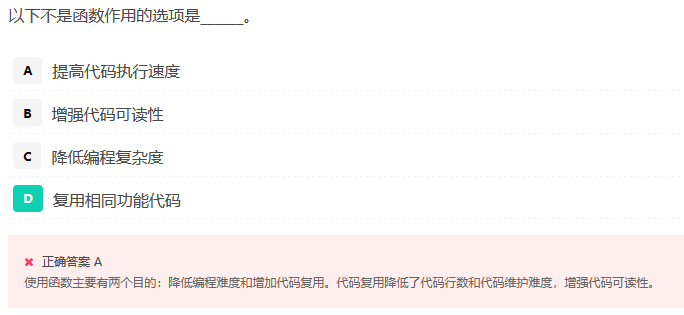 以下不是函数作用的选项是______。
A 提高代码执行速度
B 增强代码可读性
C 降低编程复杂度
D 复用相同功能代码
✖ 正确答案 A
使用函数主要有两个目的：降低编程难度和增加代码复用。代码复用降低了代码行数和代码维护难度，增强代码可读性。